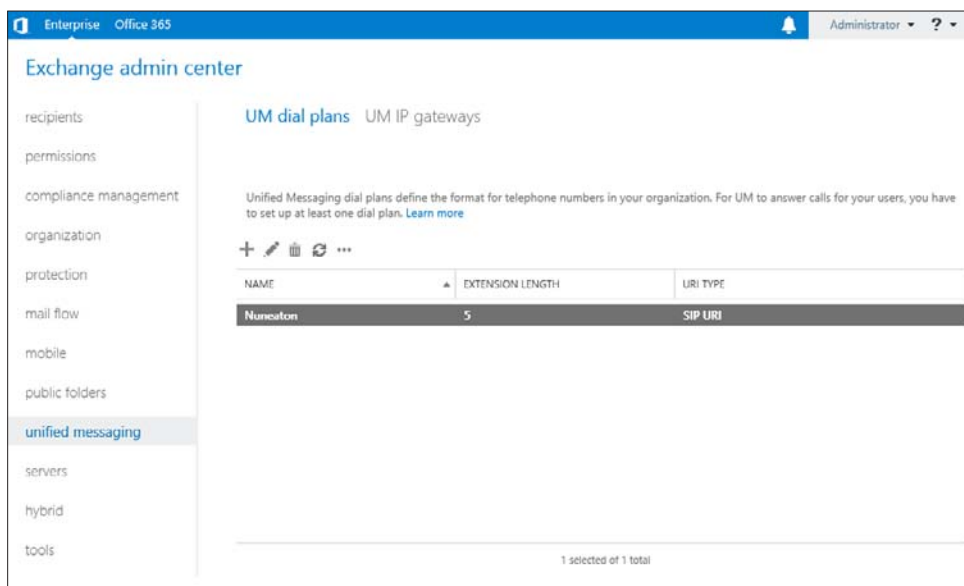 Enterprise Office 365
Administrator ?
Exchange admin center
recipients
permissions
compliance management
organization
protection
mail flow
mobile
public folders
unified messaging
servers
hybrid
tools
UM dial plans UM IP gateways
Unified Messaging dial plans define the format for telephone numbers in your organization. For UM to answer calls for your users, you have
to set up at least one dial plan. Learn more
NAME EXTENSION LENGTH URI TYPE
Nuneaton 5 SIP URI
1 selected of 1 total